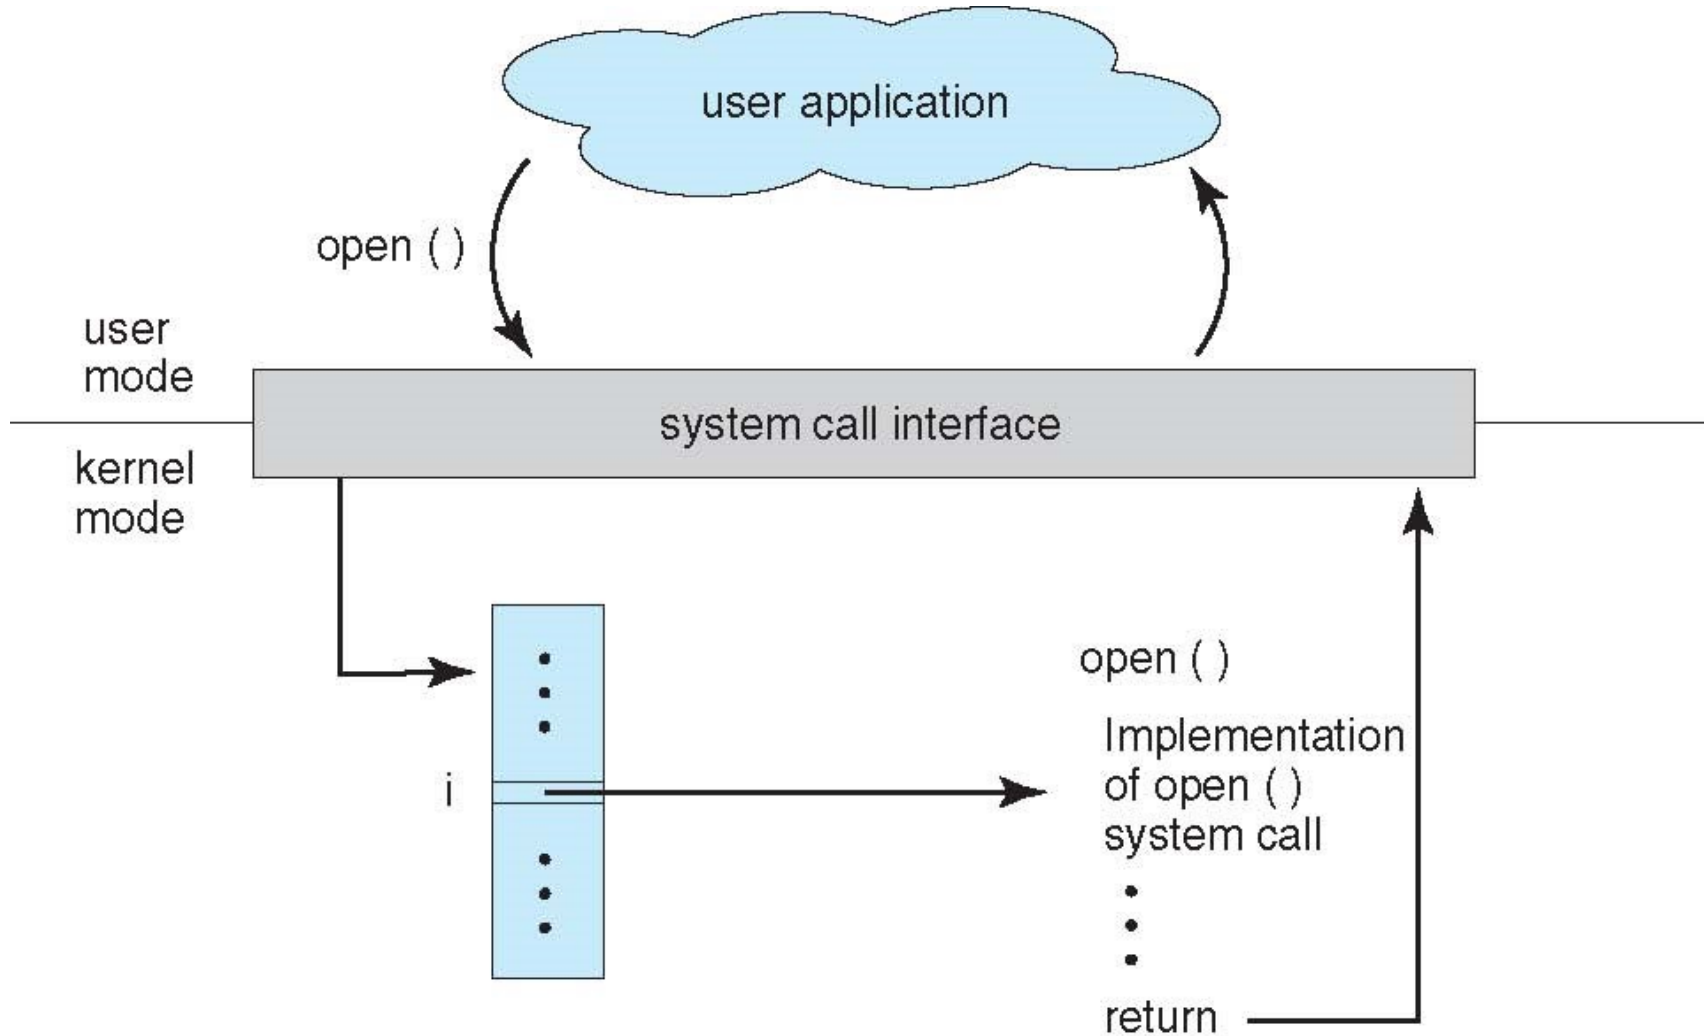 user application
open ( )
user
mode
system call interface
kernel
mode
open ( )
Implementation
i
of open ( )
system call
return